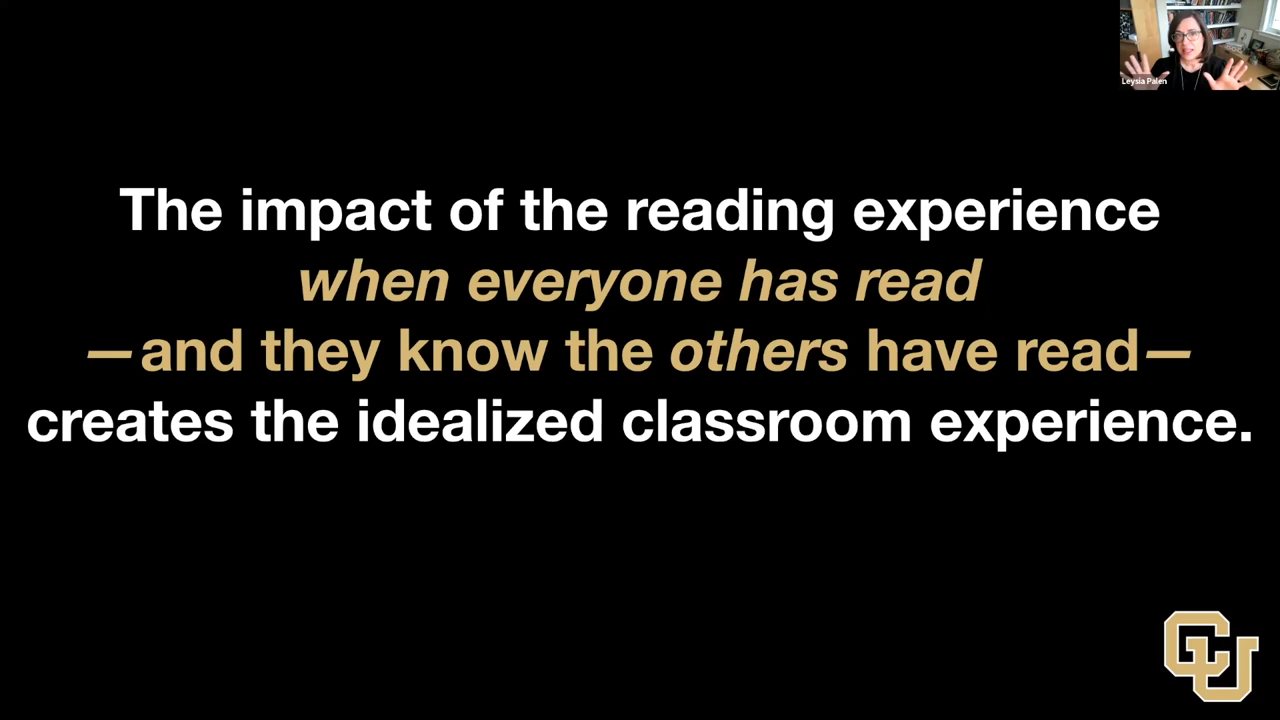 Leysia Palen
The impact of the reading experience
when everyone has read
—and they know the others have read—
creates the idealized classroom experience.
CU